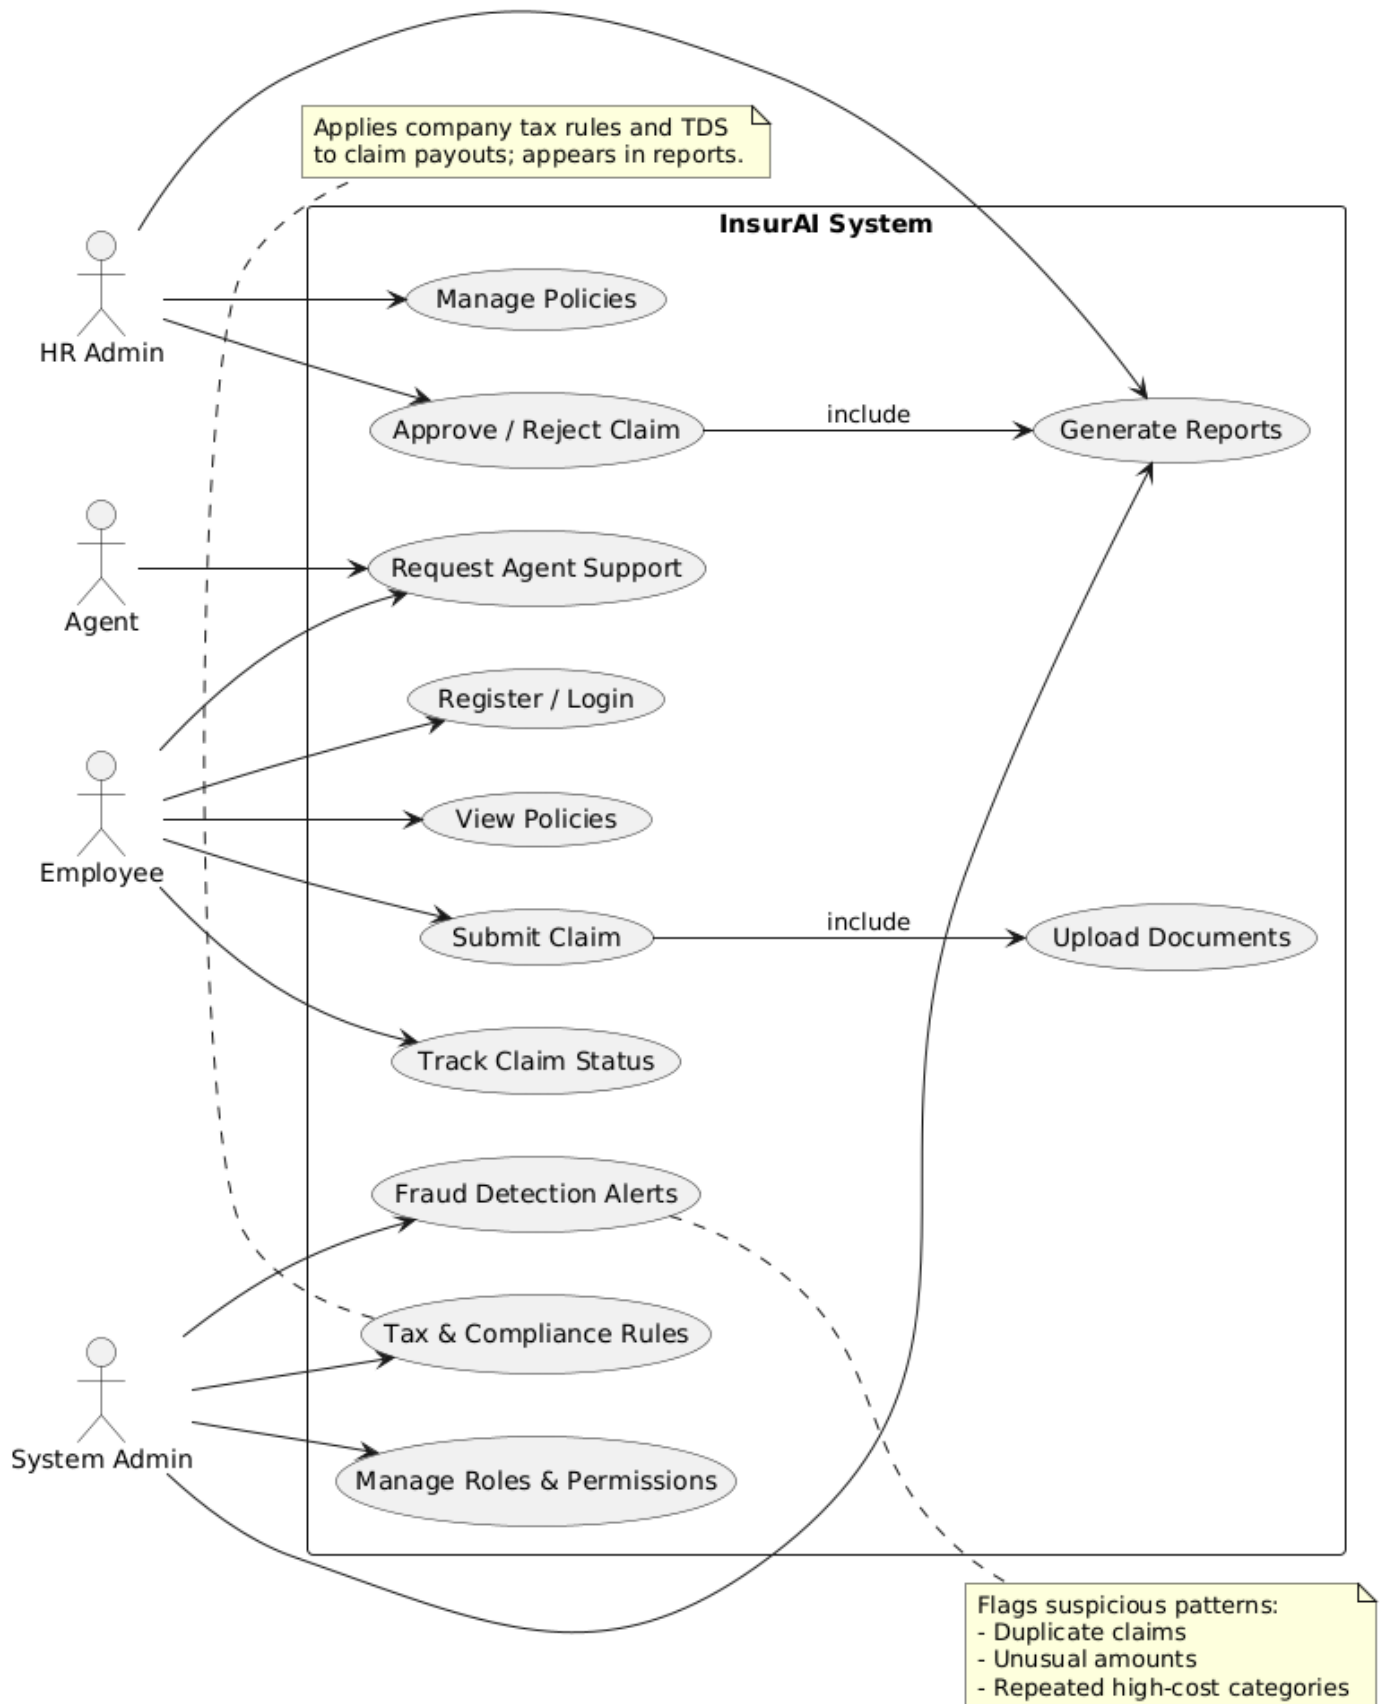 Applies company tax rules and TDS
to claim payouts; appears in reports.
InsurAI System
HR Admin
Manage Policies
Approve / Reject Claim
include
Generate Reports
Agent
Request Agent Support
Register / Login
Employee
View Policies
Submit Claim
include
Upload Documents
Track Claim Status
Fraud Detection Alerts
Tax & Compliance Rules
System Admin
Manage Roles & Permissions
Flags suspicious patterns:
- Duplicate claims
- Unusual amounts
- Repeated high-cost categories